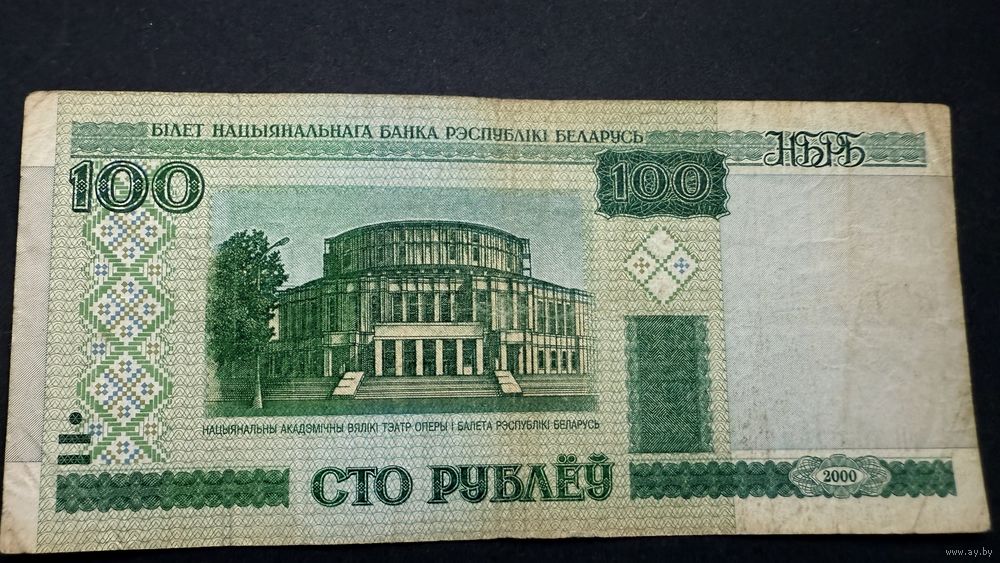 БІЛЕТ НАЦЫЯНАЛЬНАГА БАНКА РЭСПУБЛІКІ БЕЛАРУСЬ
НБРБ
100
100
НАЦЫЯНАЛЬНЫ АКАДЭМІЧНЫ ВЯЛІКІ ТЭАТР ОПЕРЫ І БАЛЕТА РЭСПУБЛІКІ БЕЛАРУСЬ
СТО РУБЛЁЎ
2000
www.ay.by